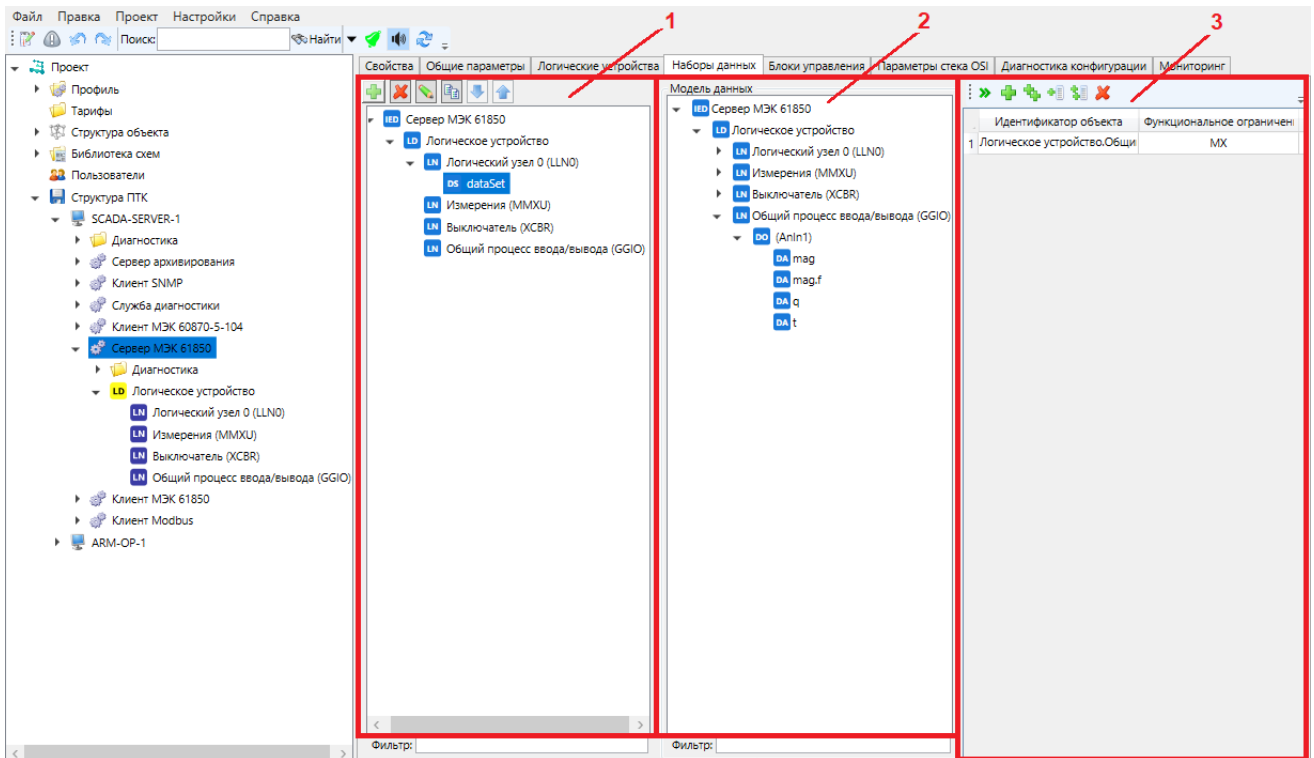 Файл Правка Проект Настройки Справка
1 2 3
Поиск: Найти
Проект
Профиль
Тарифы
Структура объекта
Библиотека схем
Пользователи
Структура ПТК
SCADA-SERVER-1
Диагностика
Сервер архивирования
Клиент SNMP
Служба диагностики
Клиент МЭК 60870-5-104
Сервер МЭК 61850
Диагностика
LD Логическое устройство
LN Логический узел 0 (LLN0)
LN Измерения (MMXU)
LN Выключатель (XCBR)
LN Общий процесс ввода/вывода (GGIO)
Клиент МЭК 61850
Клиент Modbus
ARM-OP-1
Свойства Общие параметры Логические устройства Наборы данных Блоки управления Параметры стека OSI Диагностика конфигурации Мониторинг
IED Сервер МЭК 61850
LD Логическое устройство
LN Логический узел 0 (LLN0)
DS dataSet
LN Измерения (MMXU)
LN Выключатель (XCBR)
LN Общий процесс ввода/вывода (GGIO)
Фильтр:
Модель данных
IED Сервер МЭК 61850
LD Логическое устройство
LN Логический узел 0 (LLN0)
LN Измерения (MMXU)
LN Выключатель (XCBR)
LN Общий процесс ввода/вывода (GGIO)
DO (AnIn1)
DA mag
DA mag.f
DA q
DA t
Фильтр:
Идентификатор объекта Функциональное ограничени
1 Логическое устройство.Общи MX